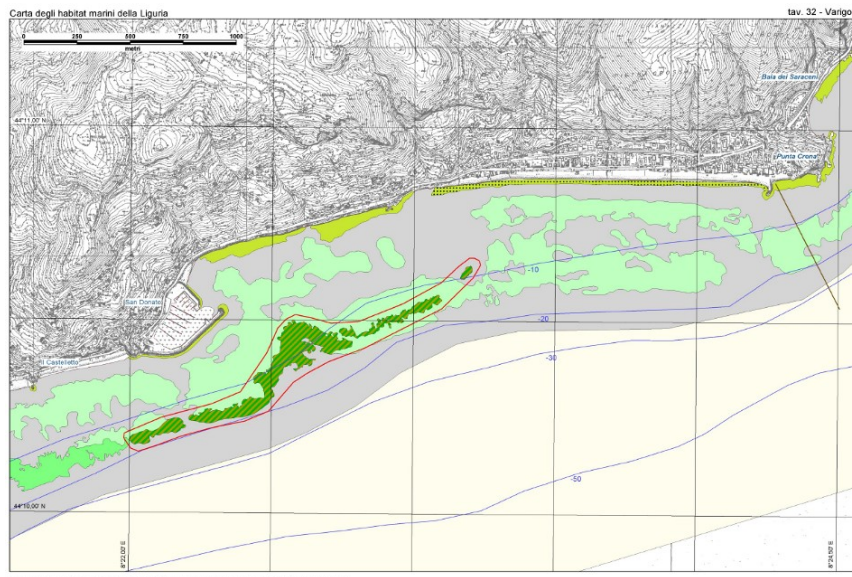 Carta degli habitat marini della Liguria
tav. 32 - Varigo
0 250 500 750 1000
metri
Baia dei Saraceni
44°11.00' N
Punta Crena
-10
San Donato
-20
-30
Il Castelletto
-50
44°10.00' N
8°23.00' E
8°24.50' E